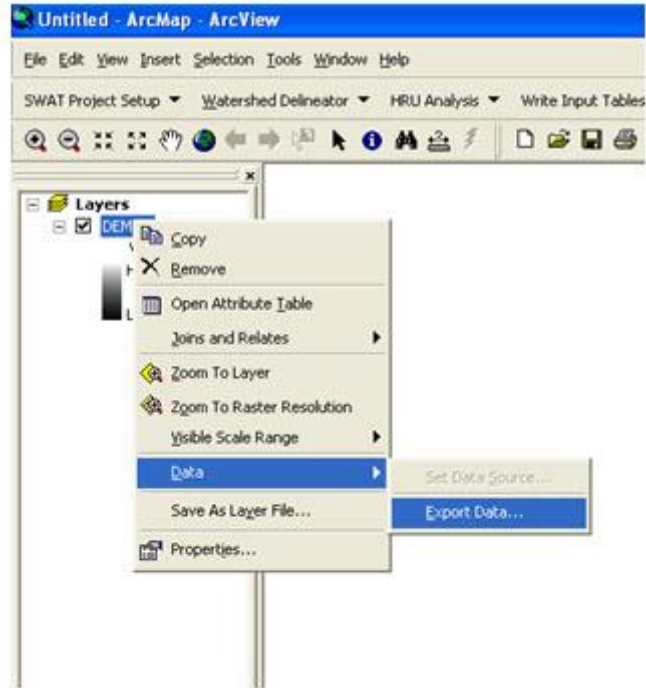 Untitled - ArcMap - ArcView
File Edit View Insert Selection Tools Window Help
SWAT Project Setup Watershed Delineator HRU Analysis Write Input Tables
Layers
DEM
Copy
Remove
Open Attribute Table
Joins and Relates
Zoom To Layer
Zoom To Raster Resolution
Visible Scale Range
Data
Set Data Source...
Export Data...
Save As Layer File...
Properties...